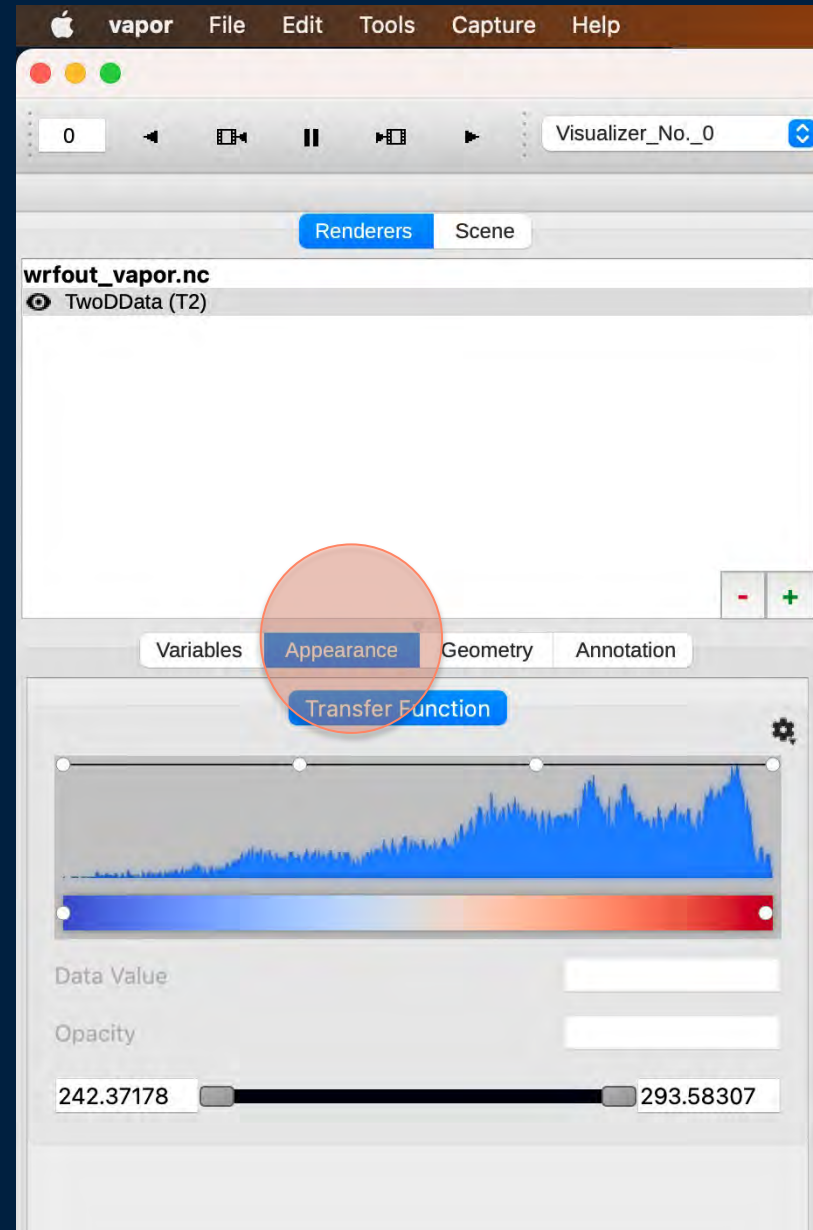 vapor File Edit Tools Capture Help
0 Visualizer_No._0
Renderers Scene
wrfout_vapor.nc
TwoDData (T2)
- +
Variables Appearance Geometry Annotation
Transfer Function
Data Value
Opacity
242.37178 293.58307